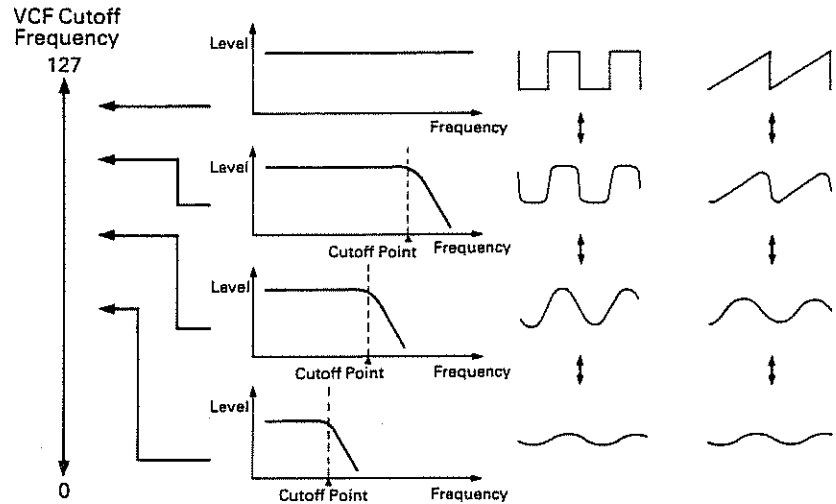 VCF Cutoff
Frequency
127
0
Level
Frequency
Level
Cutoff Point
Frequency
Level
Cutoff Point
Frequency
Level
Cutoff Point
Frequency